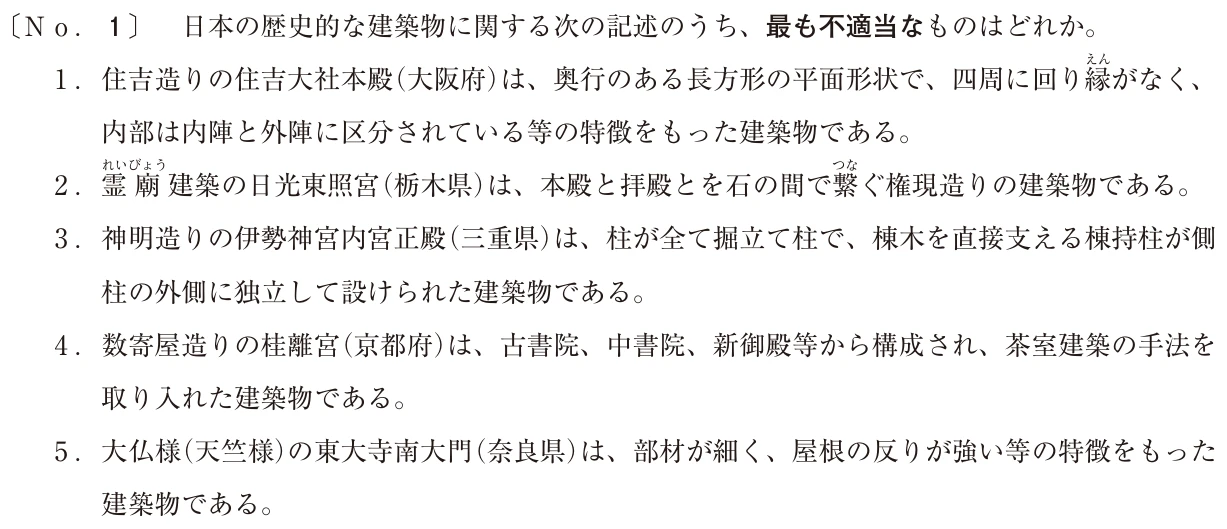 〔No. 1〕 日本の歴史的な建築物に関する次の記述のうち、最も不適当なものはどれか。
1. 住吉造りの住吉大社本殿(大阪府)は、奥行のある長方形の平面形状で、四周に回り縁(えん)がなく、
内部は内陣と外陣に区分されている等の特徴をもった建築物である。
2. 霊廟(れいびょう)建築の日光東照宮(栃木県)は、本殿と拝殿とを石の間で繋(つな)ぐ権現造りの建築物である。
3. 神明造りの伊勢神宮内宮正殿(三重県)は、柱が全て掘立て柱で、棟木を直接支える棟持柱が側
柱の外側に独立して設けられた建築物である。
4. 数寄屋造りの桂離宮(京都府)は、古書院、中書院、新御殿等から構成され、茶室建築の手法を
取り入れた建築物である。
5. 大仏様(天竺様)の東大寺南大門(奈良県)は、部材が細く、屋根の反りが強い等の特徴をもった
建築物である。